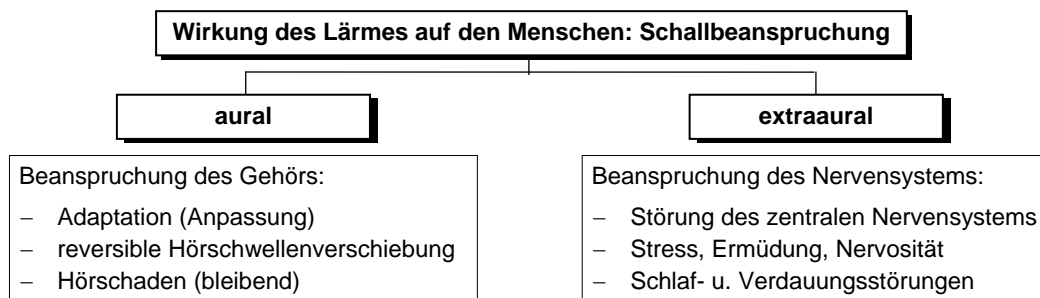 Wirkung des Lärmes auf den Menschen: Schallbeanspruchung
aural
extraaural
Beanspruchung des Gehörs:
– Adaptation (Anpassung)
– reversible Hörschwellenverschiebung
– Hörschaden (bleibend)
Beanspruchung des Nervensystems:
– Störung des zentralen Nervensystems
– Stress, Ermüdung, Nervosität
– Schlaf- u. Verdauungsstörungen